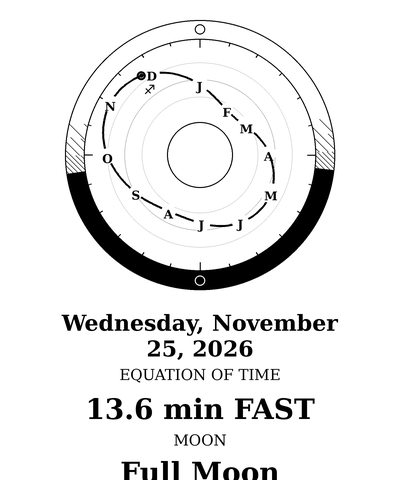 D
J
N
F
M
O
A
S
M
A
J
J
Wednesday, November
25, 2026
EQUATION OF TIME
13.6 min FAST
MOON
Full Moon